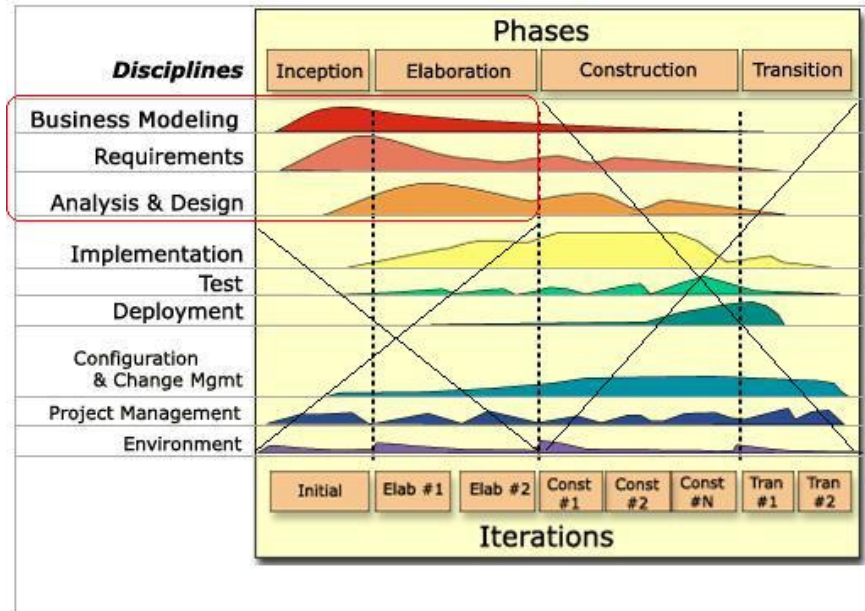 Phases
Disciplines Inception Elaboration Construction Transition
Business Modeling
Requirements
Analysis & Design
Implementation
Test
Deployment
Configuration
& Change Mgmt
Project Management
Environment
Initial Elab #1 Elab #2 Const #1 Const #2 Const #N Tran #1 Tran #2
Iterations